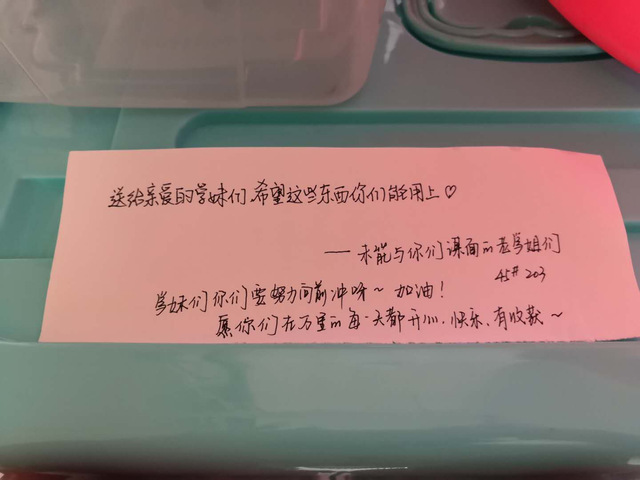 送给亲爱的学妹们,希望这些东西你们能用上♡
——未能与你们谋面的老学姐们
45# 203
学妹们你们要努力向前冲呀~ 加油!
愿你们在万里的每一天都开心、快乐、有收获~